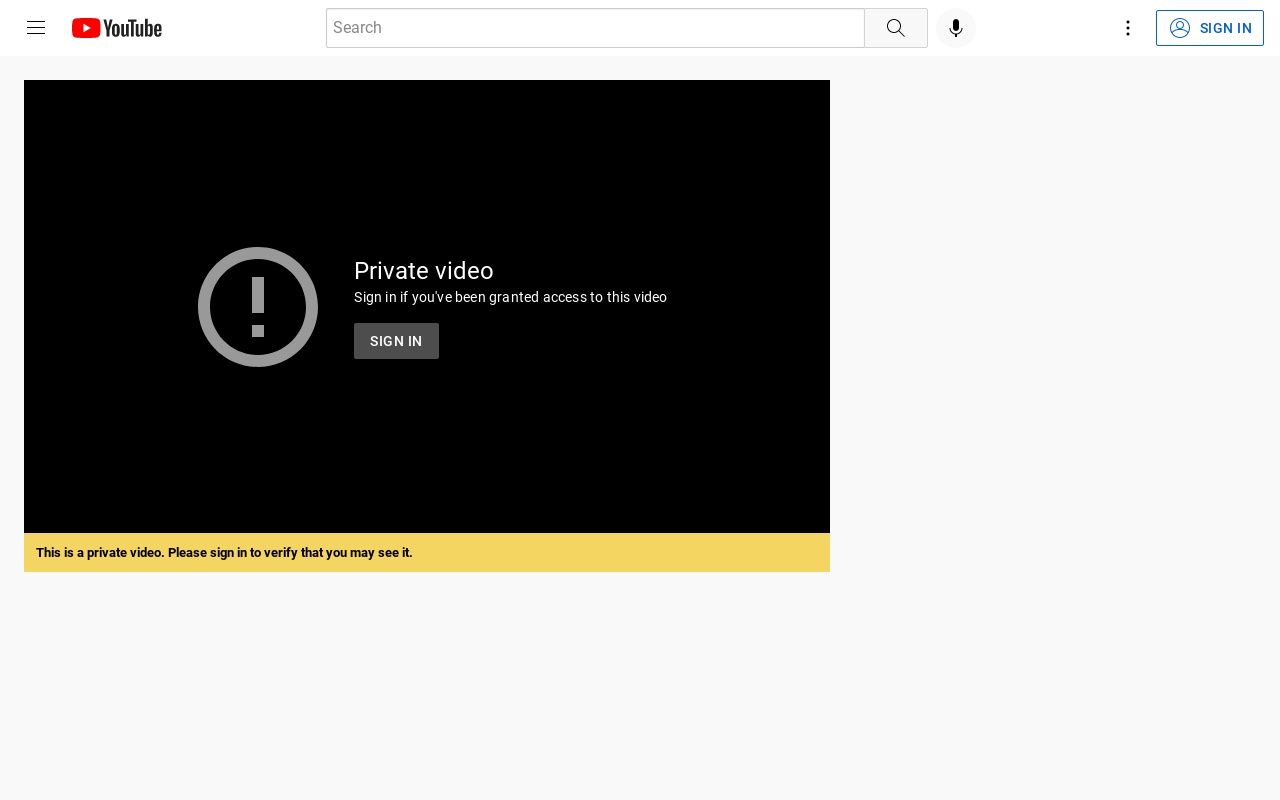 YouTube
Search
SIGN IN
Private video
Sign in if you've been granted access to this video
SIGN IN
This is a private video. Please sign in to verify that you may see it.